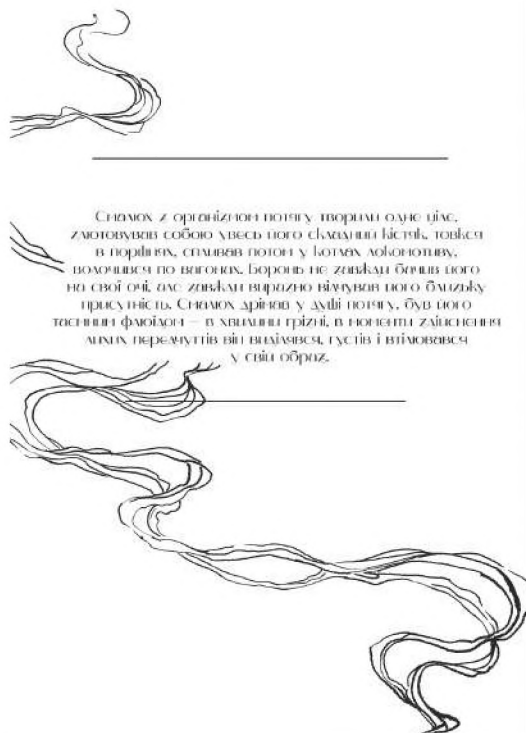 Смалюх з організмом потягу творили одне ціле,
злютовував собою увесь його складний кістяк, товкся
в поршнях, спливав потом у котлах локомотиву,
волочився по вагонах. Боронь не завжди бачив його
на свої очі, але завжди виразно відчував його близьку
присутність. Смалюх дрімав у душі потягу, був його
таємним флюїдом – в хвилини грізні, в моменти здійснення
лихих передчуттів він виділявся, густів і втілювався
у свій образ.